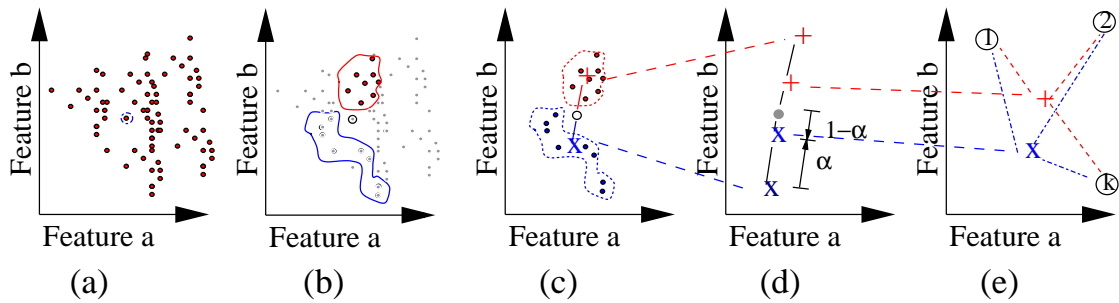 Feature b
Feature a
(a)
Feature b
Feature a
(b)
Feature b
+
X
Feature a
(c)
Feature b
+
+
X
X
1−α
α
Feature a
(d)
Feature b
1
2
+
X
k
Feature a
(e)